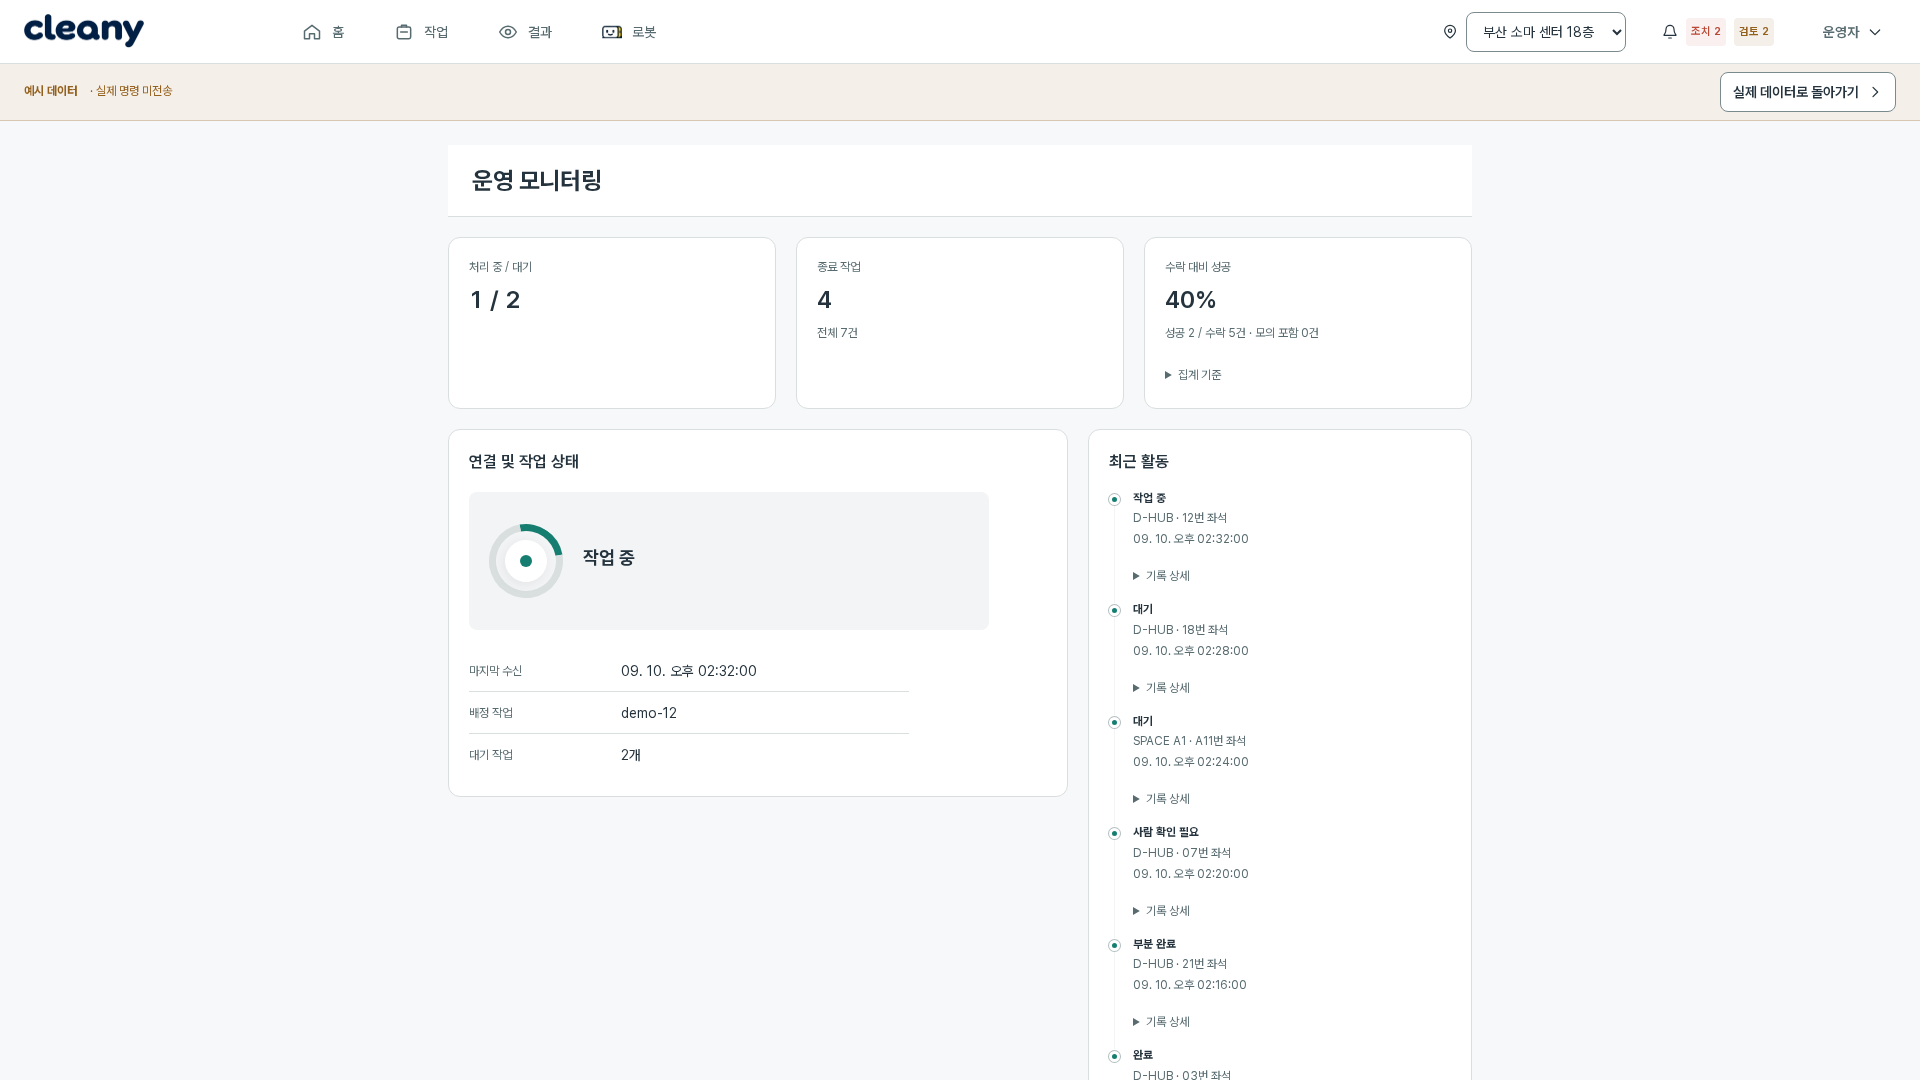 cleany
홈
작업
결과
로봇
부산 소마 센터 18층
조치 2
검토 2
운영자
예시 데이터 · 실제 명령 미전송
실제 데이터로 돌아가기
운영 모니터링
처리 중 / 대기
1 / 2
종료 작업
4
전체 7건
수락 대비 성공
40%
성공 2 / 수락 5건 · 모의 포함 0건
집계 기준
연결 및 작업 상태
작업 중
마지막 수신 09. 10. 오후 02:32:00
배정 작업 demo-12
대기 작업 2개
최근 활동
작업 중
D-HUB · 12번 좌석
09. 10. 오후 02:32:00
기록 상세
대기
D-HUB · 18번 좌석
09. 10. 오후 02:28:00
기록 상세
대기
SPACE A1 · A11번 좌석
09. 10. 오후 02:24:00
기록 상세
사람 확인 필요
D-HUB · 07번 좌석
09. 10. 오후 02:20:00
기록 상세
부분 완료
D-HUB · 21번 좌석
09. 10. 오후 02:16:00
기록 상세
완료
D-HUB · 03번 좌석